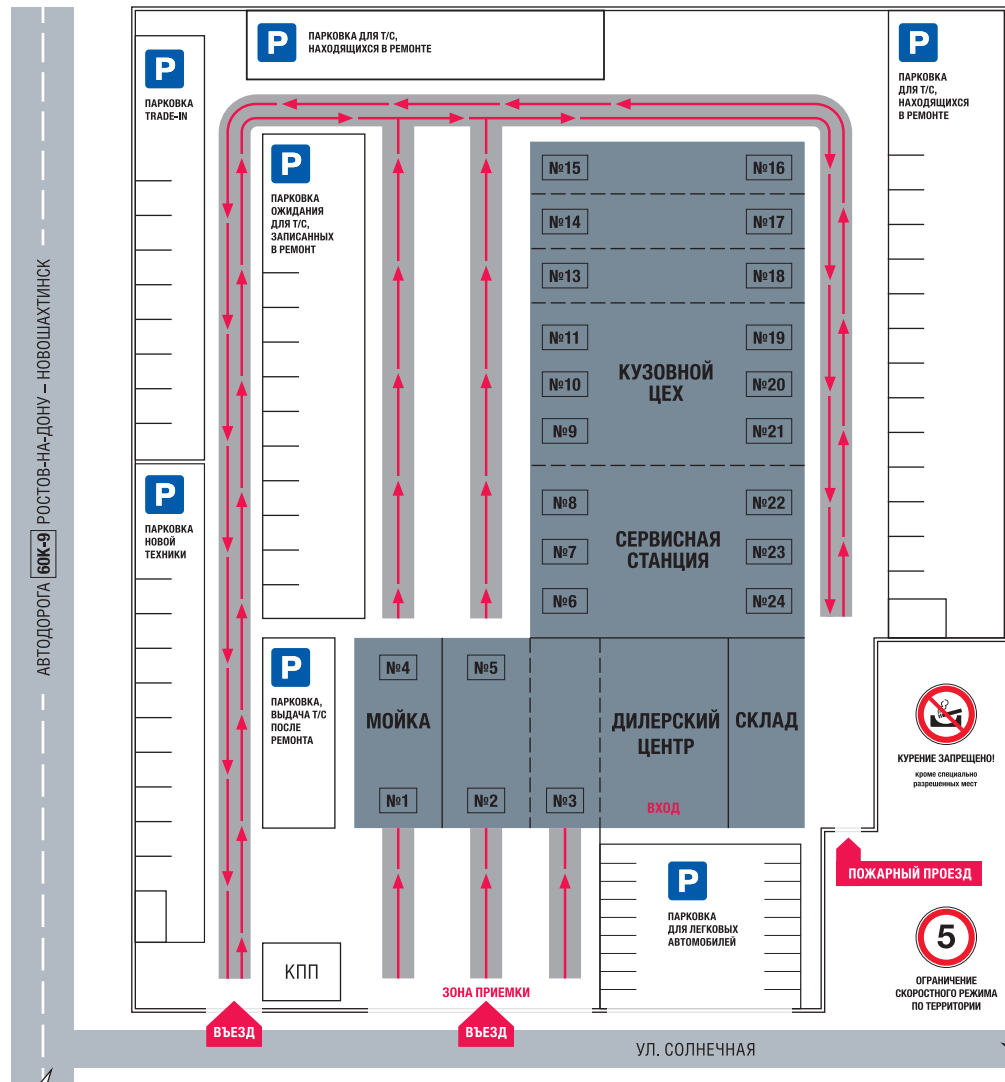 P
ПАРКОВКА ДЛЯ Т/С,
НАХОДЯЩИХСЯ В РЕМОНТЕ
P
ПАРКОВКА
TRADE-IN
P
ПАРКОВКА
ДЛЯ Т/С,
НАХОДЯЩИХСЯ
В РЕМОНТЕ
P
ПАРКОВКА
ОЖИДАНИЯ
ДЛЯ Т/С,
ЗАПИСАННЫХ
В РЕМОНТ
АВТОДОРОГА 60К-9 РОСТОВ-НА-ДОНУ – НОВОШАХТИНСК
№15
№16
№14
№17
№13
№18
№11
№19
КУЗОВНОЙ
ЦЕХ
№10
№20
№9
№21
№8
№22
СЕРВИСНАЯ
СТАНЦИЯ
№7
№23
№6
№24
P
ПАРКОВКА
НОВОЙ
ТЕХНИКИ
P
ПАРКОВКА,
ВЫДАЧА Т/С
ПОСЛЕ
РЕМОНТА
№4
№5
МОЙКА
ДИЛЕРСКИЙ
ЦЕНТР
СКЛАД
№1
№2
№3
ВХОД
КУРЕНИЕ ЗАПРЕЩЕНО!
кроме специально
разрешенных мест
ПОЖАРНЫЙ ПРОЕЗД
P
ПАРКОВКА
ДЛЯ ЛЕГКОВЫХ
АВТОМОБИЛЕЙ
5
ОГРАНИЧЕНИЕ
СКОРОСТНОГО РЕЖИМА
ПО ТЕРРИТОРИИ
КПП
ЗОНА ПРИЕМКИ
ВЪЕЗД
ВЪЕЗД
УЛ. СОЛНЕЧНАЯ